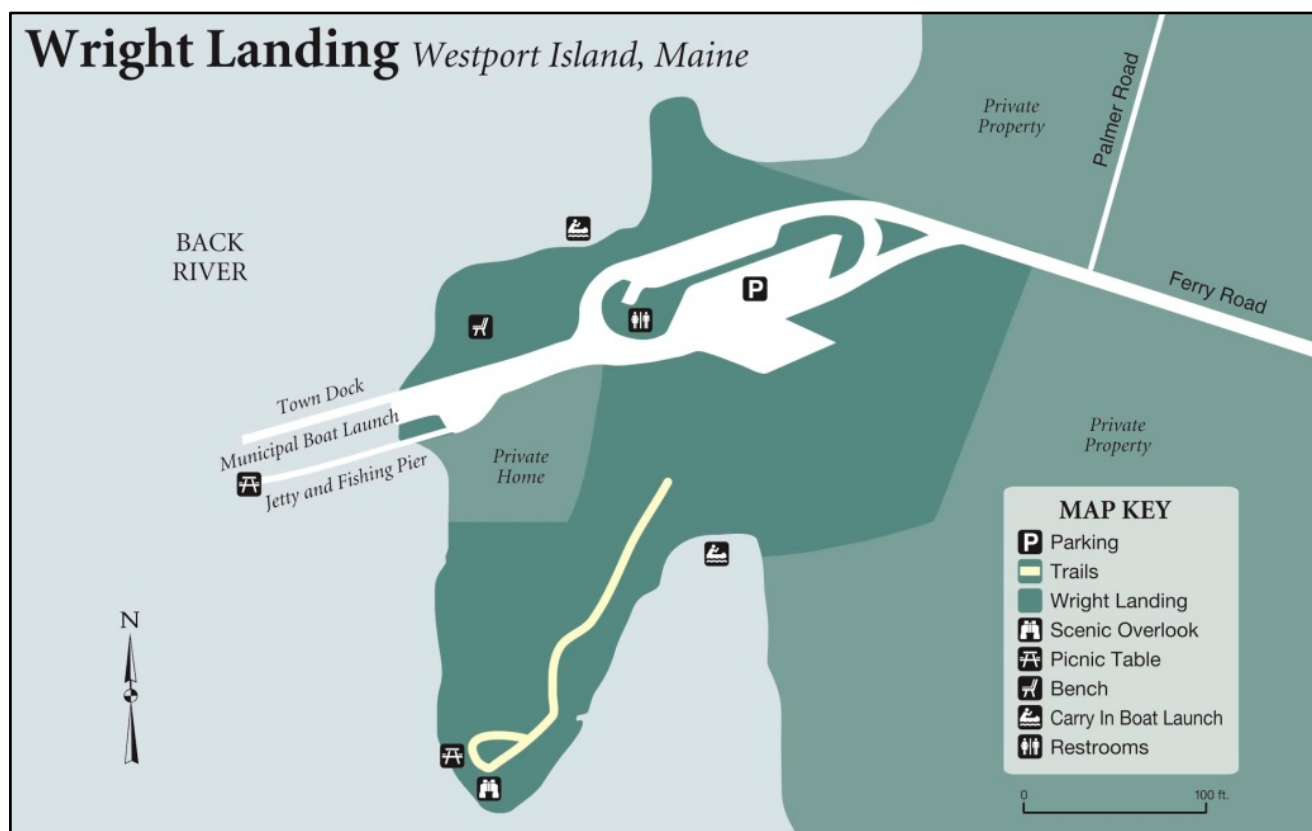 Wright Landing Westport Island, Maine
Private
Property
Palmer Road
BACK
RIVER
P
Ferry Road
Town Dock
Municipal Boat Launch
Jetty and Fishing Pier
Private
Home
Private
Property
N
MAP KEY
P Parking
Trails
Wright Landing
Scenic Overlook
Picnic Table
Bench
Carry In Boat Launch
Restrooms
0 100 ft.